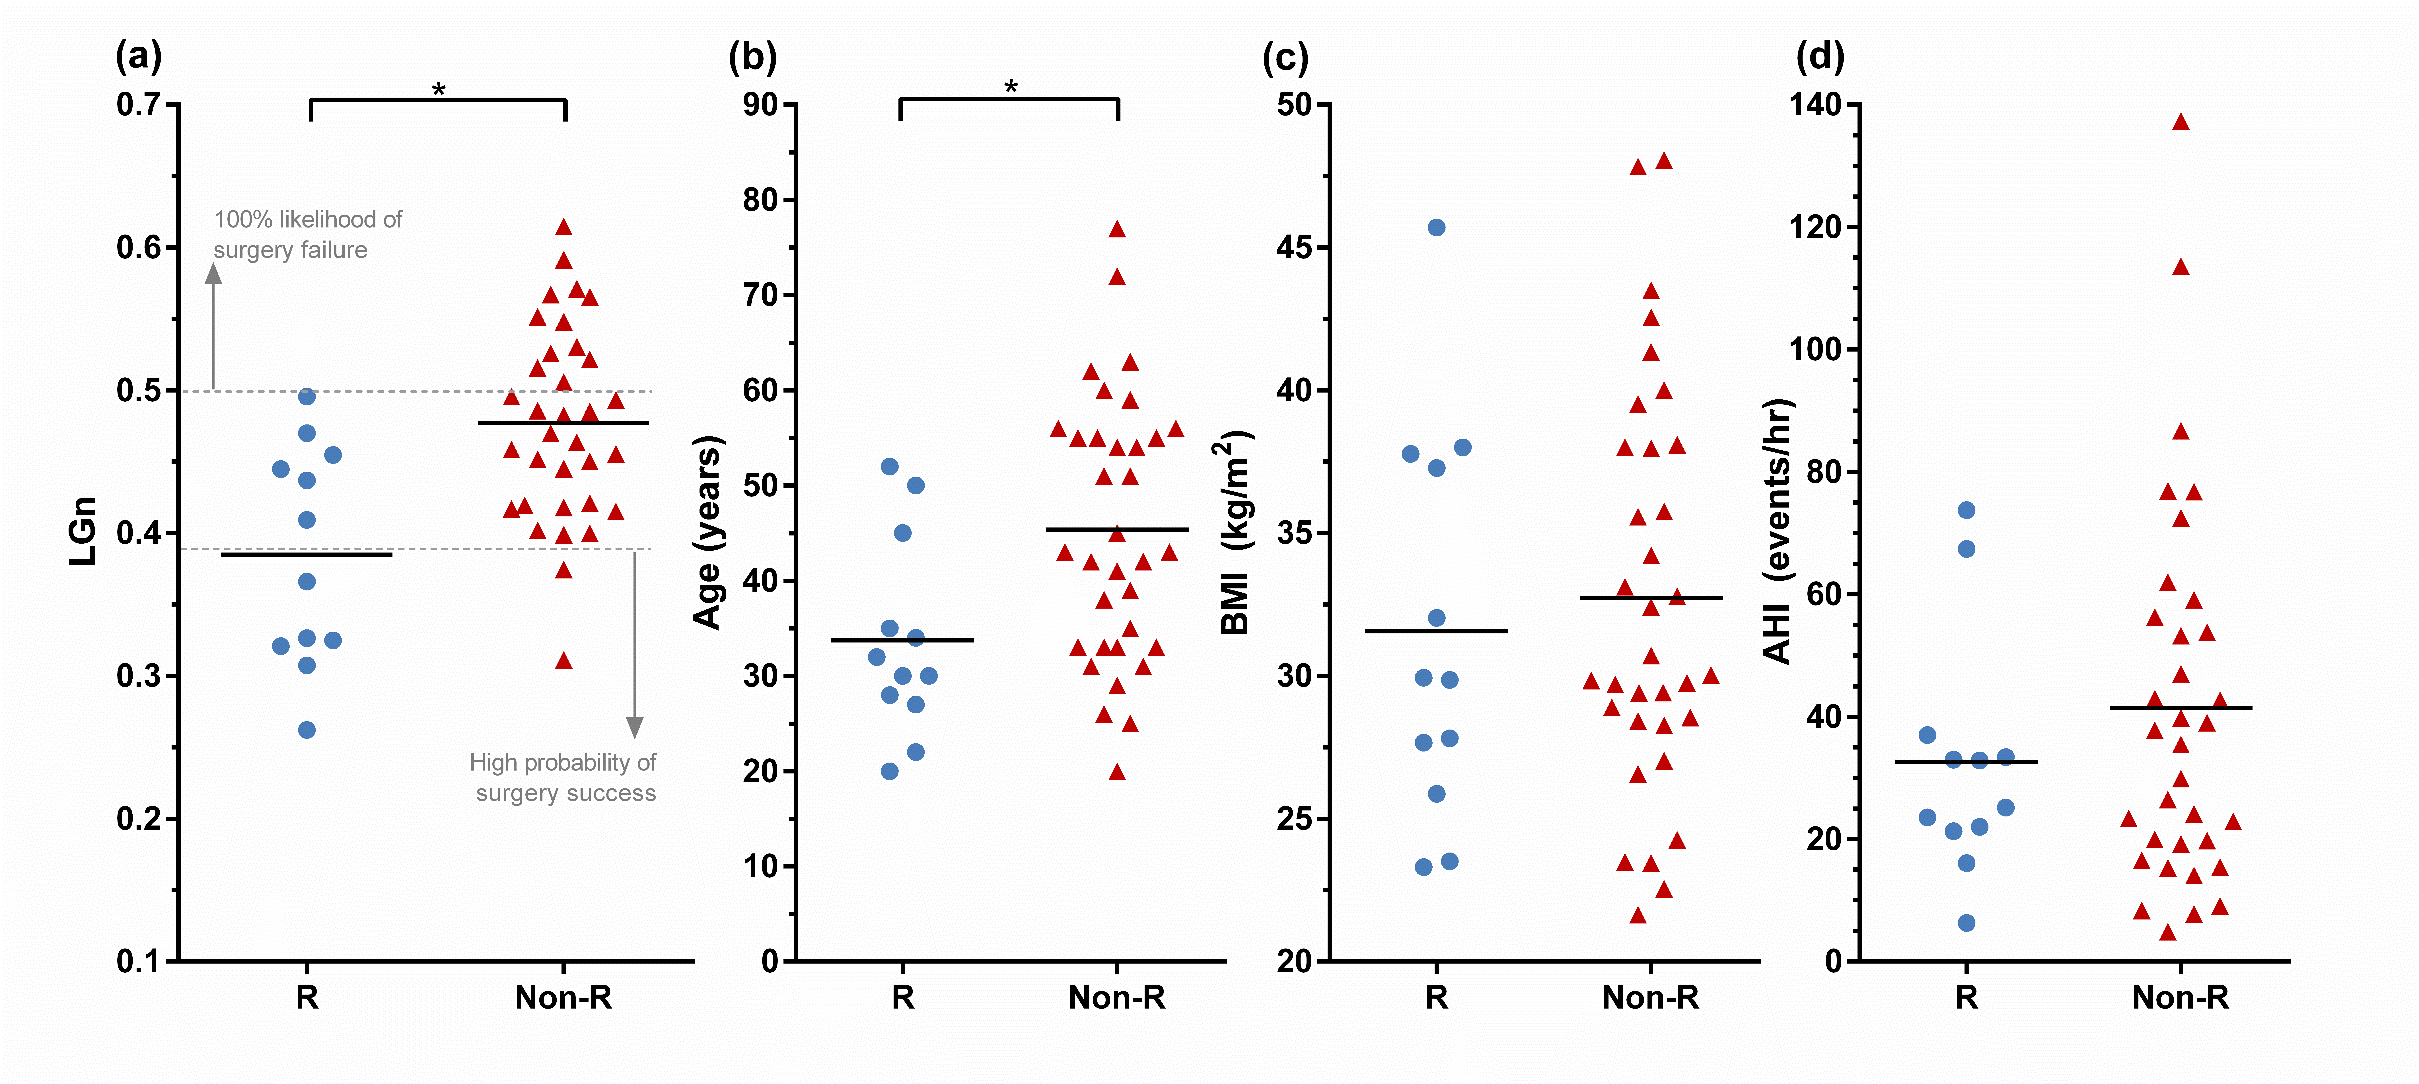 (a)
*
LGn
0.7
0.6
0.5
0.4
0.3
0.2
0.1
100% likelihood of
surgery failure
High probability of
surgery success
R
Non-R
(b)
*
Age (years)
90
80
70
60
50
40
30
20
10
0
R
Non-R
(c)
BMI (kg/m²)
50
45
40
35
30
25
20
R
Non-R
(d)
AHI (events/hr)
140
120
100
80
60
40
20
0
R
Non-R